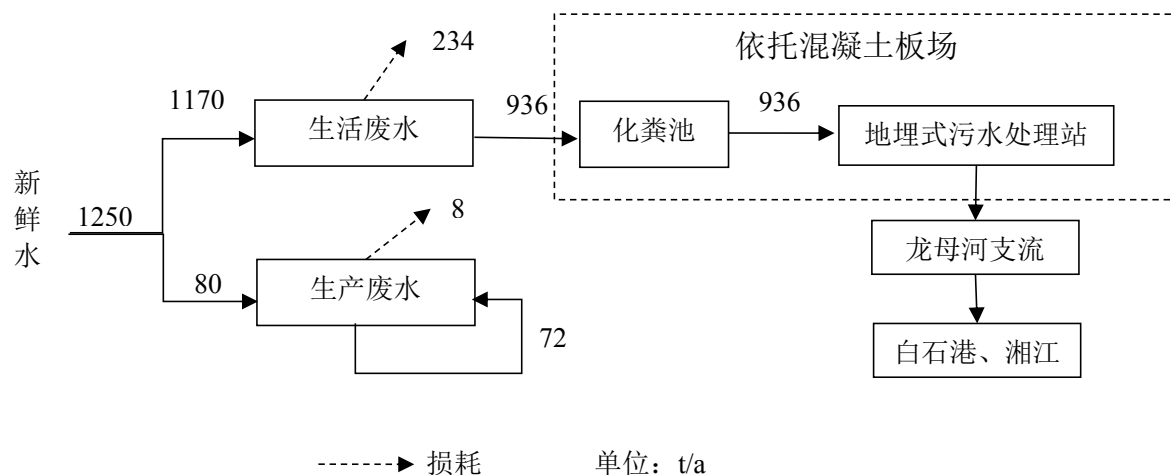 234
依托混凝土板场
1170
生活废水
936
化粪池
936
地埋式污水处理站
新鲜水
1250
8
80
生产废水
72
龙母河支流
白石港、湘江
损耗
单位：t/a